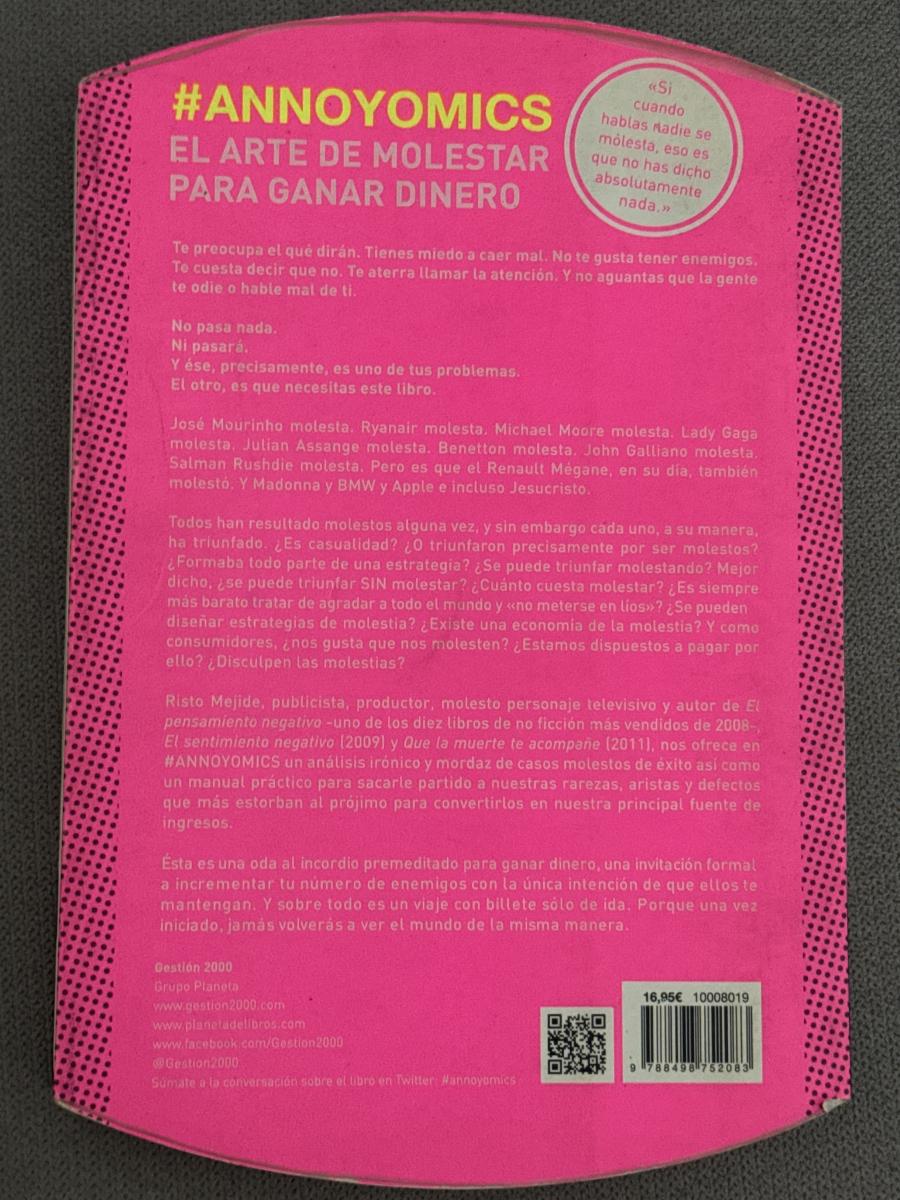 #ANNOYOMICS
EL ARTE DE MOLESTAR
PARA GANAR DINERO
«Si
cuando
hablas nadie se
molesta, eso es
que no has dicho
absolutamente
nada.»
Te preocupa el qué dirán. Tienes miedo a caer mal. No te gusta tener enemigos.
Te cuesta decir que no. Te aterra llamar la atención. Y no aguantas que la gente
te odie o hable mal de ti.
No pasa nada.
Ni pasará.
Y ése, precisamente, es uno de tus problemas.
El otro, es que necesitas este libro.
José Mourinho molesta. Ryanair molesta. Michael Moore molesta. Lady Gaga
molesta. Julian Assange molesta. Benetton molesta. John Galliano molesta.
Salman Rushdie molesta. Pero es que el Renault Mégane, en su día, también
molestó. Y Madonna y BMW y Apple e incluso Jesucristo.
Todos han resultado molestos alguna vez, y sin embargo cada uno, a su manera,
ha triunfado. ¿Es casualidad? ¿O triunfaron precisamente por ser molestos?
¿Formaba todo parte de una estrategia? ¿Se puede triunfar molestando? Mejor
dicho, ¿se puede triunfar SIN molestar? ¿Cuánto cuesta molestar? ¿Es siempre
más barato tratar de agradar a todo el mundo y «no meterse en líos»? ¿Se pueden
diseñar estrategias de molestia? ¿Existe una economía de la molestia? Y como
consumidores, ¿nos gusta que nos molesten? ¿Estamos dispuestos a pagar por
ello? ¿Disculpen las molestias?
Risto Mejide, publicista, productor, molesto personaje televisivo y autor de El
pensamiento negativo -uno de los diez libros de no ficción más vendidos de 2008-,
El sentimiento negativo (2009) y Que la muerte te acompañe (2011), nos ofrece en
#ANNOYOMICS un análisis irónico y mordaz de casos molestos de éxito así como
un manual práctico para sacarle partido a nuestras rarezas, aristas y defectos
que más estorban al prójimo para convertirlos en nuestra principal fuente de
ingresos.
Ésta es una oda al incordio premeditado para ganar dinero, una invitación formal
a incrementar tu número de enemigos con la única intención de que ellos te
mantengan. Y sobre todo es un viaje con billete sólo de ida. Porque una vez
iniciado, jamás volverás a ver el mundo de la misma manera.
Gestión 2000
Grupo Planeta
www.gestion2000.com
www.planetadelibros.com
www.facebook.com/Gestion2000
@Gestion2000
Súmate a la conversación sobre el libro en Twitter: #annoyomics
16,95€ 10008019
9 788498 752083